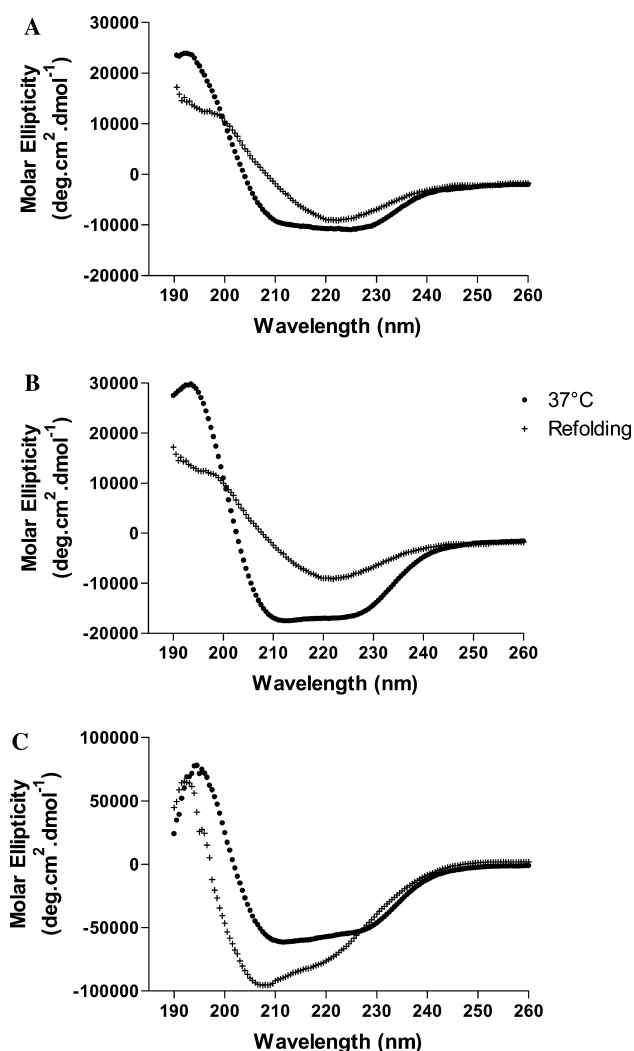 A
Molar Ellipticity
(deg.cm².dmol⁻¹)
30000
20000
10000
0
-10000
-20000
190 200 210 220 230 240 250 260
Wavelength (nm)
B
Molar Ellipticity
(deg.cm².dmol⁻¹)
30000
20000
10000
0
-10000
-20000
190 200 210 220 230 240 250 260
Wavelength (nm)
37°C
Refolding
C
Molar Ellipticity
(deg.cm².dmol⁻¹)
100000
50000
0
-50000
-100000
190 200 210 220 230 240 250 260
Wavelength (nm)